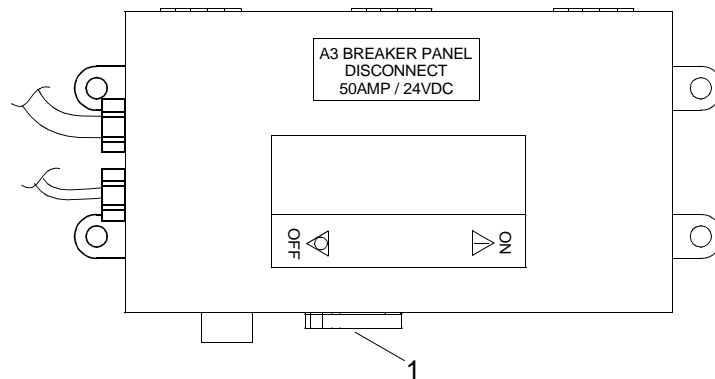 A3 BREAKER PANEL
DISCONNECT
50AMP / 24VDC
OFF
ON
1